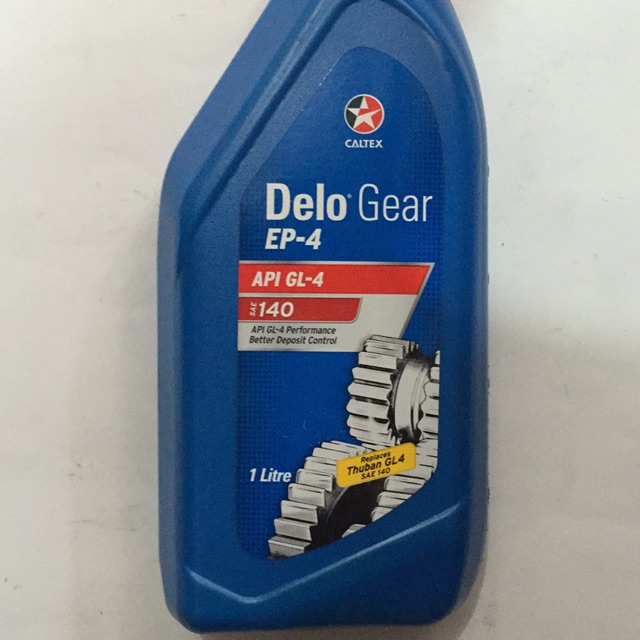 CALTEX
Delo® Gear
EP-4
API GL-4
SAE 140
API GL-4 Performance
Better Deposit Control
Replaces
Thuban GL4
SAE 140
1 Litre